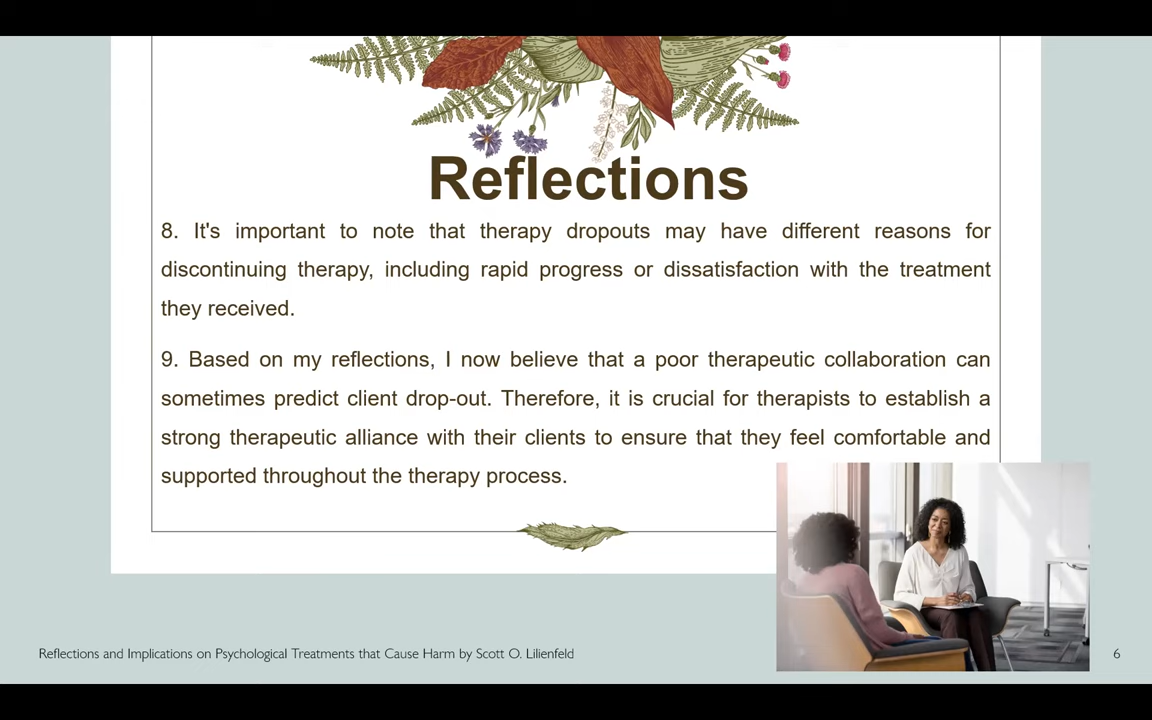 Reflections
8. It's important to note that therapy dropouts may have different reasons for
discontinuing therapy, including rapid progress or dissatisfaction with the treatment
they received.
9. Based on my reflections, I now believe that a poor therapeutic collaboration can
sometimes predict client drop-out. Therefore, it is crucial for therapists to establish a
strong therapeutic alliance with their clients to ensure that they feel comfortable and
supported throughout the therapy process.
Reflections and Implications on Psychological Treatments that Cause Harm by Scott O. Lilienfeld
6